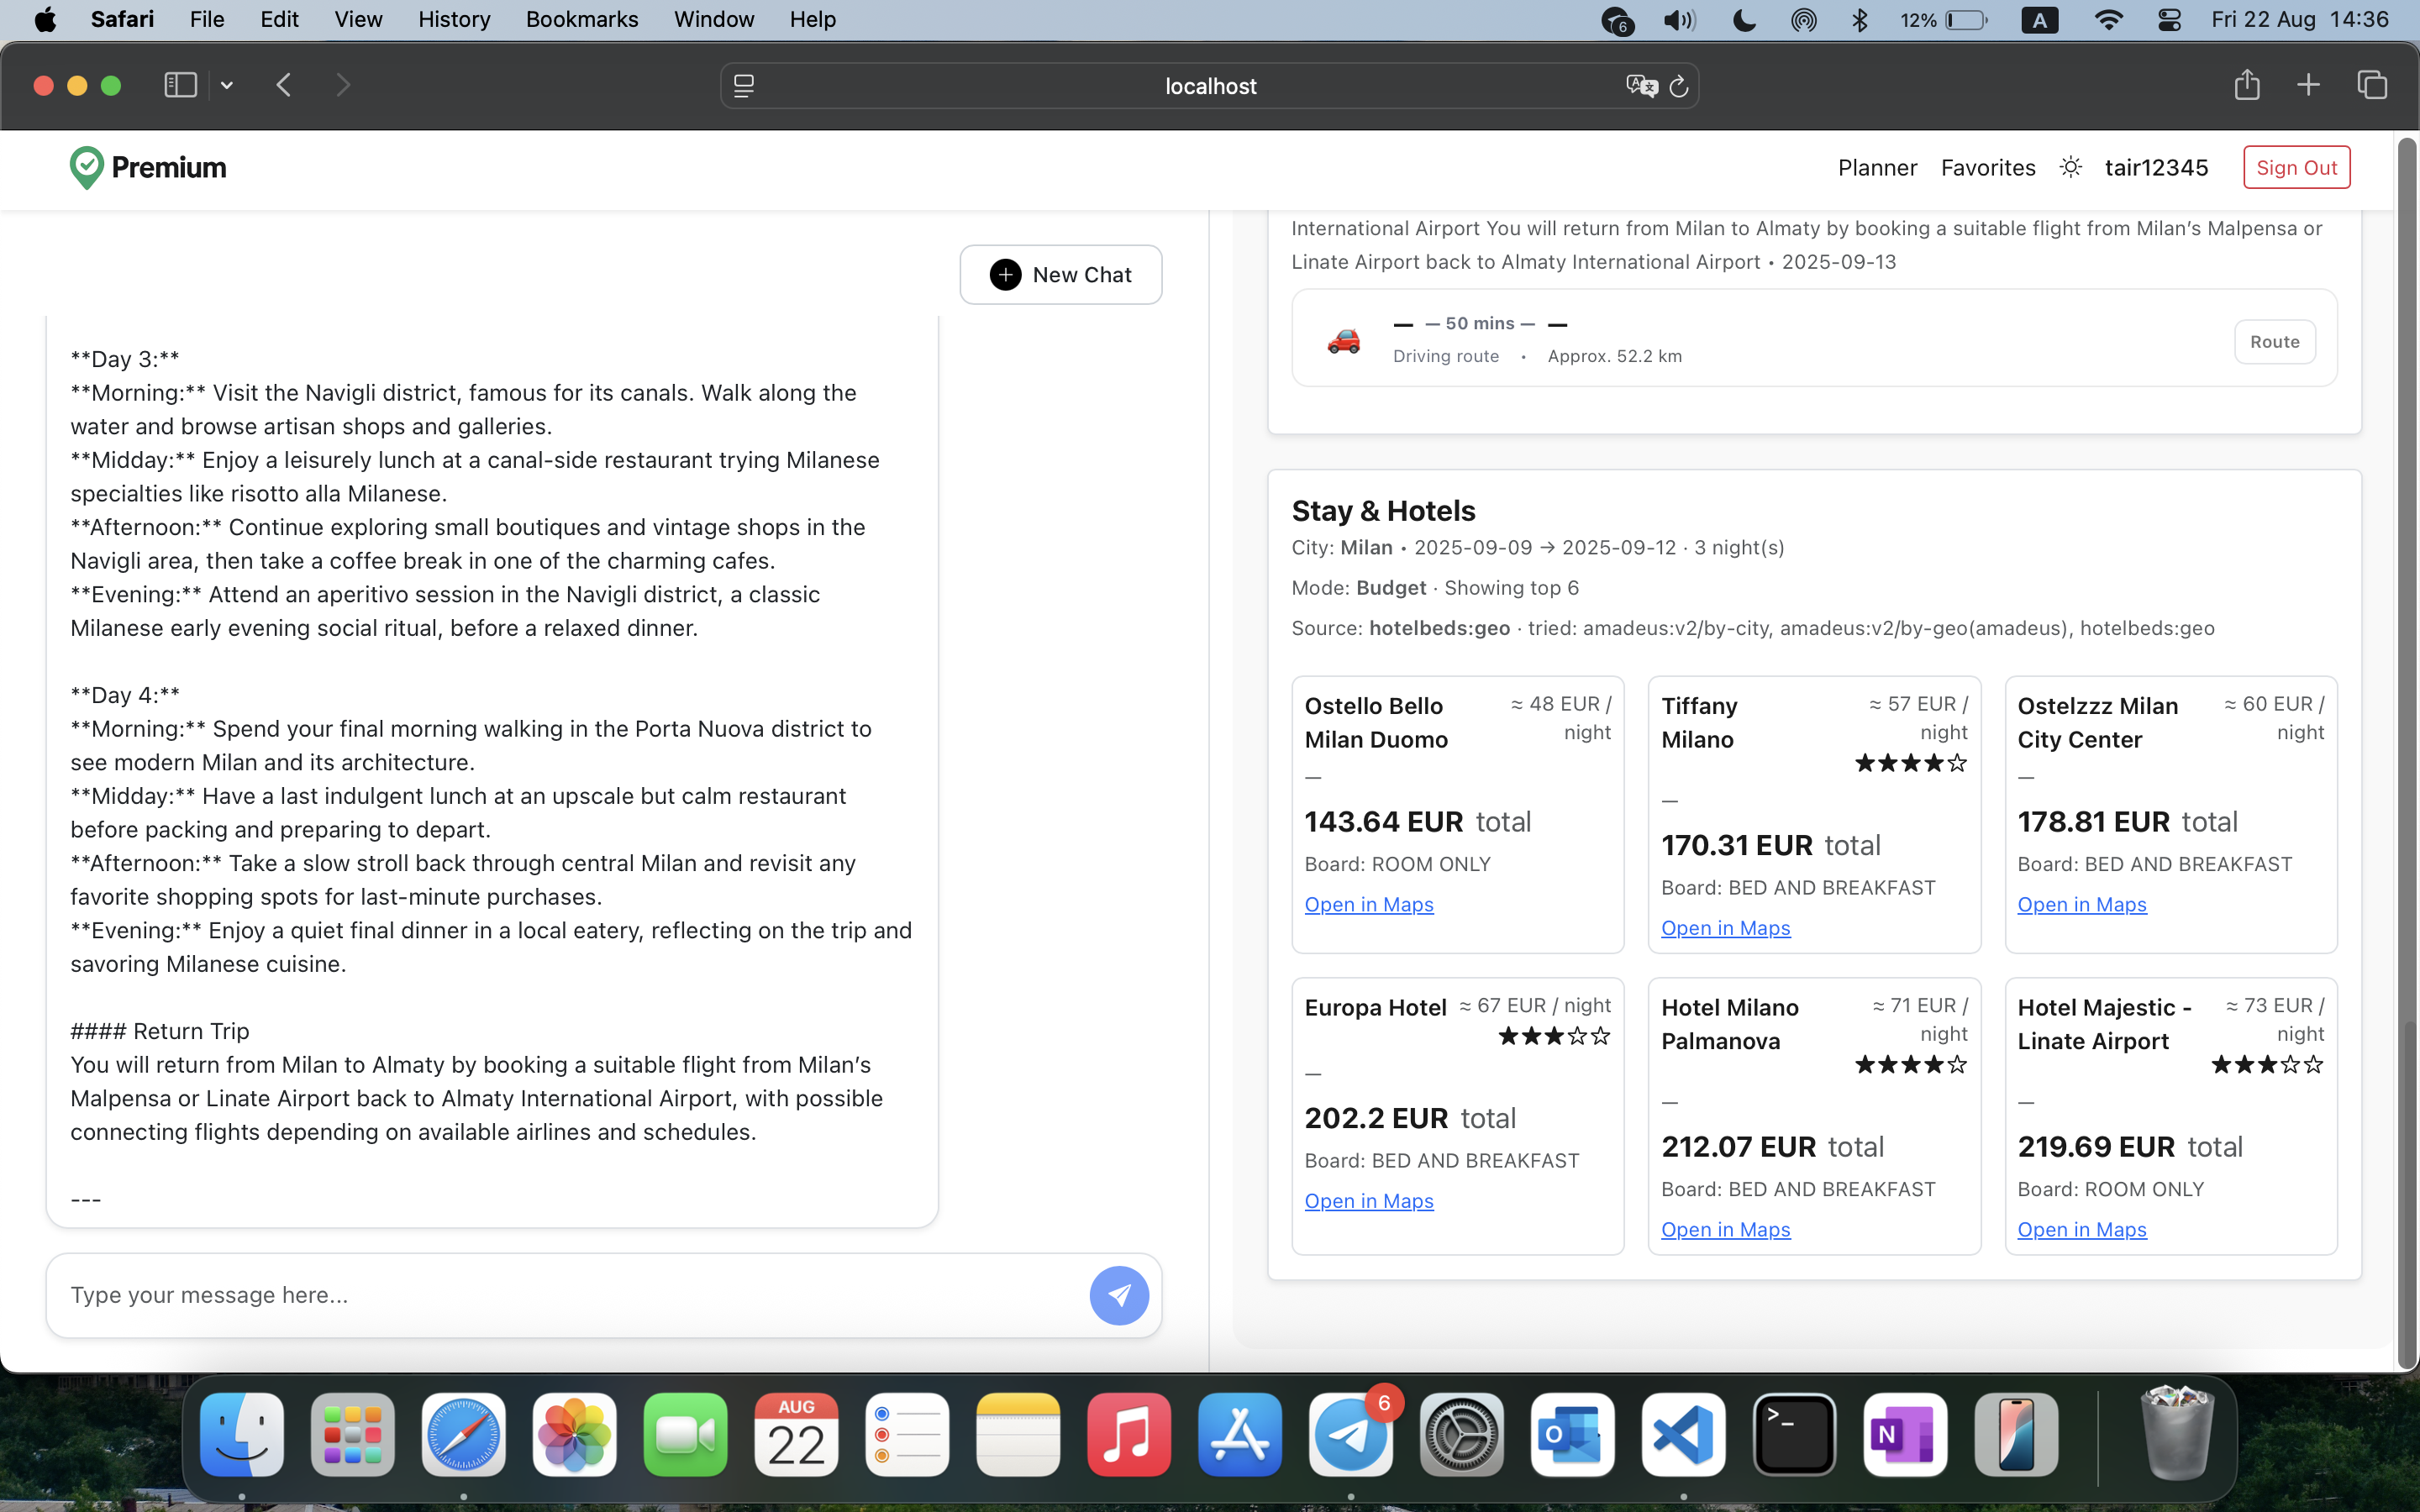 Safari File Edit View History Bookmarks Window Help
6 12% A Fri 22 Aug 14:36
localhost
Premium
Planner Favorites tair12345 Sign Out
New Chat
**Day 3:**
**Morning:** Visit the Navigli district, famous for its canals. Walk along the
water and browse artisan shops and galleries.
**Midday:** Enjoy a leisurely lunch at a canal-side restaurant trying Milanese
specialties like risotto alla Milanese.
**Afternoon:** Continue exploring small boutiques and vintage shops in the
Navigli area, then take a coffee break in one of the charming cafes.
**Evening:** Attend an aperitivo session in the Navigli district, a classic
Milanese early evening social ritual, before a relaxed dinner.
**Day 4:**
**Morning:** Spend your final morning walking in the Porta Nuova district to
see modern Milan and its architecture.
**Midday:** Have a last indulgent lunch at an upscale but calm restaurant
before packing and preparing to depart.
**Afternoon:** Take a slow stroll back through central Milan and revisit any
favorite shopping spots for last-minute purchases.
**Evening:** Enjoy a quiet final dinner in a local eatery, reflecting on the trip and
savoring Milanese cuisine.
#### Return Trip
You will return from Milan to Almaty by booking a suitable flight from Milan’s
Malpensa or Linate Airport back to Almaty International Airport, with possible
connecting flights depending on available airlines and schedules.
---
Type your message here...
International Airport You will return from Milan to Almaty by booking a suitable flight from Milan’s Malpensa or
Linate Airport back to Almaty International Airport • 2025-09-13
— — 50 mins — —
Driving route • Approx. 52.2 km
Route
Stay & Hotels
City: Milan • 2025-09-09 → 2025-09-12 · 3 night(s)
Mode: Budget · Showing top 6
Source: hotelbeds:geo · tried: amadeus:v2/by-city, amadeus:v2/by-geo(amadeus), hotelbeds:geo
Ostello Bello
Milan Duomo
≈ 48 EUR /
night
—
143.64 EUR total
Board: ROOM ONLY
Open in Maps
Tiffany
Milano
≈ 57 EUR /
night
★★★★☆
—
170.31 EUR total
Board: BED AND BREAKFAST
Open in Maps
Ostelzzz Milan
City Center
≈ 60 EUR /
night
—
178.81 EUR total
Board: BED AND BREAKFAST
Open in Maps
Europa Hotel
≈ 67 EUR / night
★★★☆☆
—
202.2 EUR total
Board: BED AND BREAKFAST
Open in Maps
Hotel Milano
Palmanova
≈ 71 EUR /
night
★★★★☆
—
212.07 EUR total
Board: BED AND BREAKFAST
Open in Maps
Hotel Majestic -
Linate Airport
≈ 73 EUR /
night
★★★☆☆
—
219.69 EUR total
Board: ROOM ONLY
Open in Maps
AUG
22
6
O
>_
N